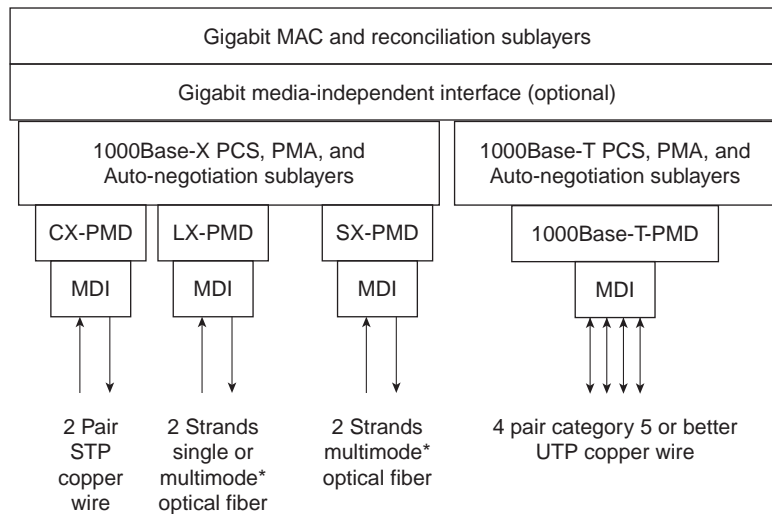 Gigabit MAC and reconciliation sublayers
Gigabit media-independent interface (optional)
1000Base-X PCS, PMA, and
Auto-negotiation sublayers
1000Base-T PCS, PMA, and
Auto-negotiation sublayers
CX-PMD
LX-PMD
SX-PMD
1000Base-T-PMD
MDI
MDI
MDI
MDI
2 Pair
STP
copper
wire
2 Strands
single or
multimode*
optical fiber
2 Strands
multimode*
optical fiber
4 pair category 5 or better
UTP copper wire